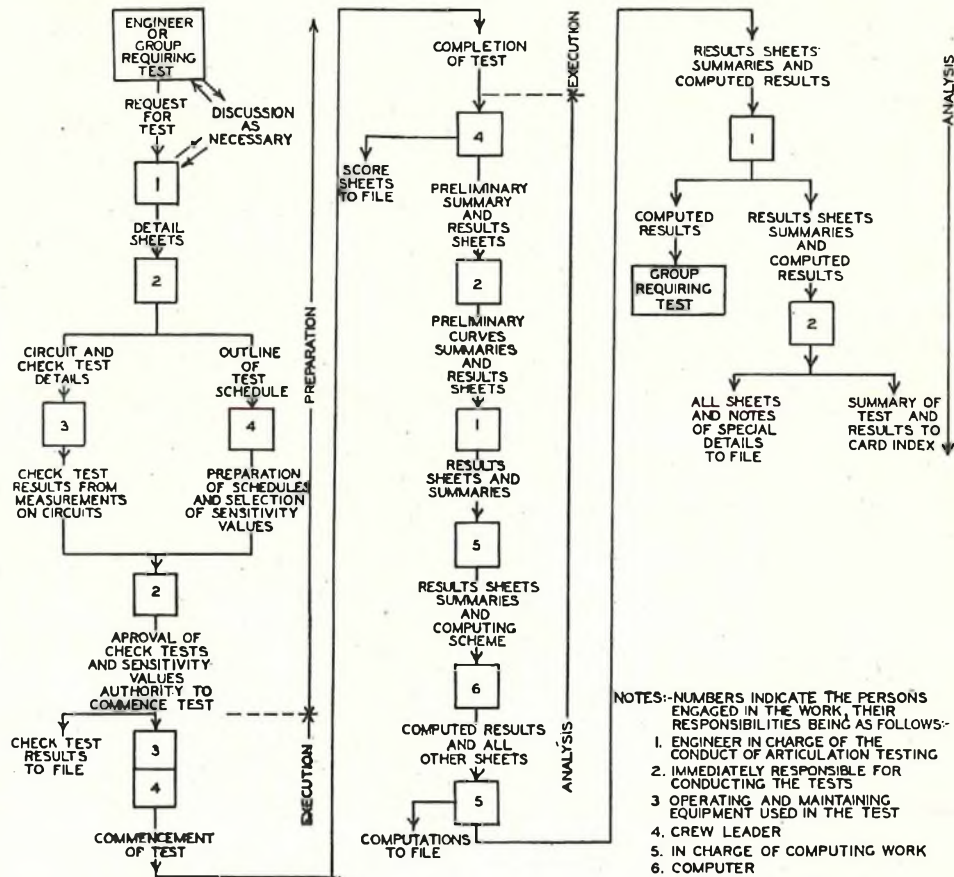 ENGINEER
OR
GROUP
REQUIRING
TEST
REQUEST
FOR
TEST
DISCUSSION
AS
NECESSARY
1
DETAIL
SHEETS
2
CIRCUIT AND
CHECK TEST
DETAILS
OUTLINE
OF
TEST
SCHEDULE
3
4
CHECK TEST
RESULTS FROM
MEASUREMENTS
ON CIRCUITS
PREPARATION
OF SCHEDULES
AND SELECTION
OF SENSITIVITY
VALUES
2
APROVAL OF
CHECK TESTS
AND SENSITIVITY
VALUES
AUTHORITY TO
COMMENCE TEST
CHECK TEST
RESULTS
TO FILE
3
4
COMMENCEMENT
OF TEST
PREPARATION
EXECUTION
COMPLETION
OF TEST
EXECUTION
4
SCORE
SHEETS
TO FILE
PRELIMINARY
SUMMARY
AND
RESULTS
SHEETS
2
PRELIMINARY
CURVES
SUMMARIES
AND
RESULTS
SHEETS
1
RESULTS
SHEETS AND
SUMMARIES
5
RESULTS SHEETS
SUMMARIES
AND
COMPUTING
SCHEME
6
COMPUTED RESULTS
AND ALL
OTHER SHEETS
5
COMPUTATIONS
TO FILE
ANALYSIS
RESULTS SHEETS
SUMMARIES AND
COMPUTED RESULTS
1
COMPUTED
RESULTS
GROUP
REQUIRING
TEST
RESULTS SHEETS
SUMMARIES
AND
COMPUTED
RESULTS
2
ALL SHEETS
AND NOTES
OF SPECIAL
DETAILS
TO FILE
SUMMARY OF
TEST AND
RESULTS TO
CARD INDEX
ANALYSIS
NOTES:-NUMBERS INDICATE THE PERSONS
ENGAGED IN THE WORK, THEIR
RESPONSIBILITIES BEING AS FOLLOWS:-
1. ENGINEER IN CHARGE OF THE
CONDUCT OF ARTICULATION TESTING
2. IMMEDIATELY RESPONSIBLE FOR
CONDUCTING THE TESTS
3 OPERATING AND MAINTAINING
EQUIPMENT USED IN THE TEST
4. CREW LEADER
5. IN CHARGE OF COMPUTING WORK
6. COMPUTER